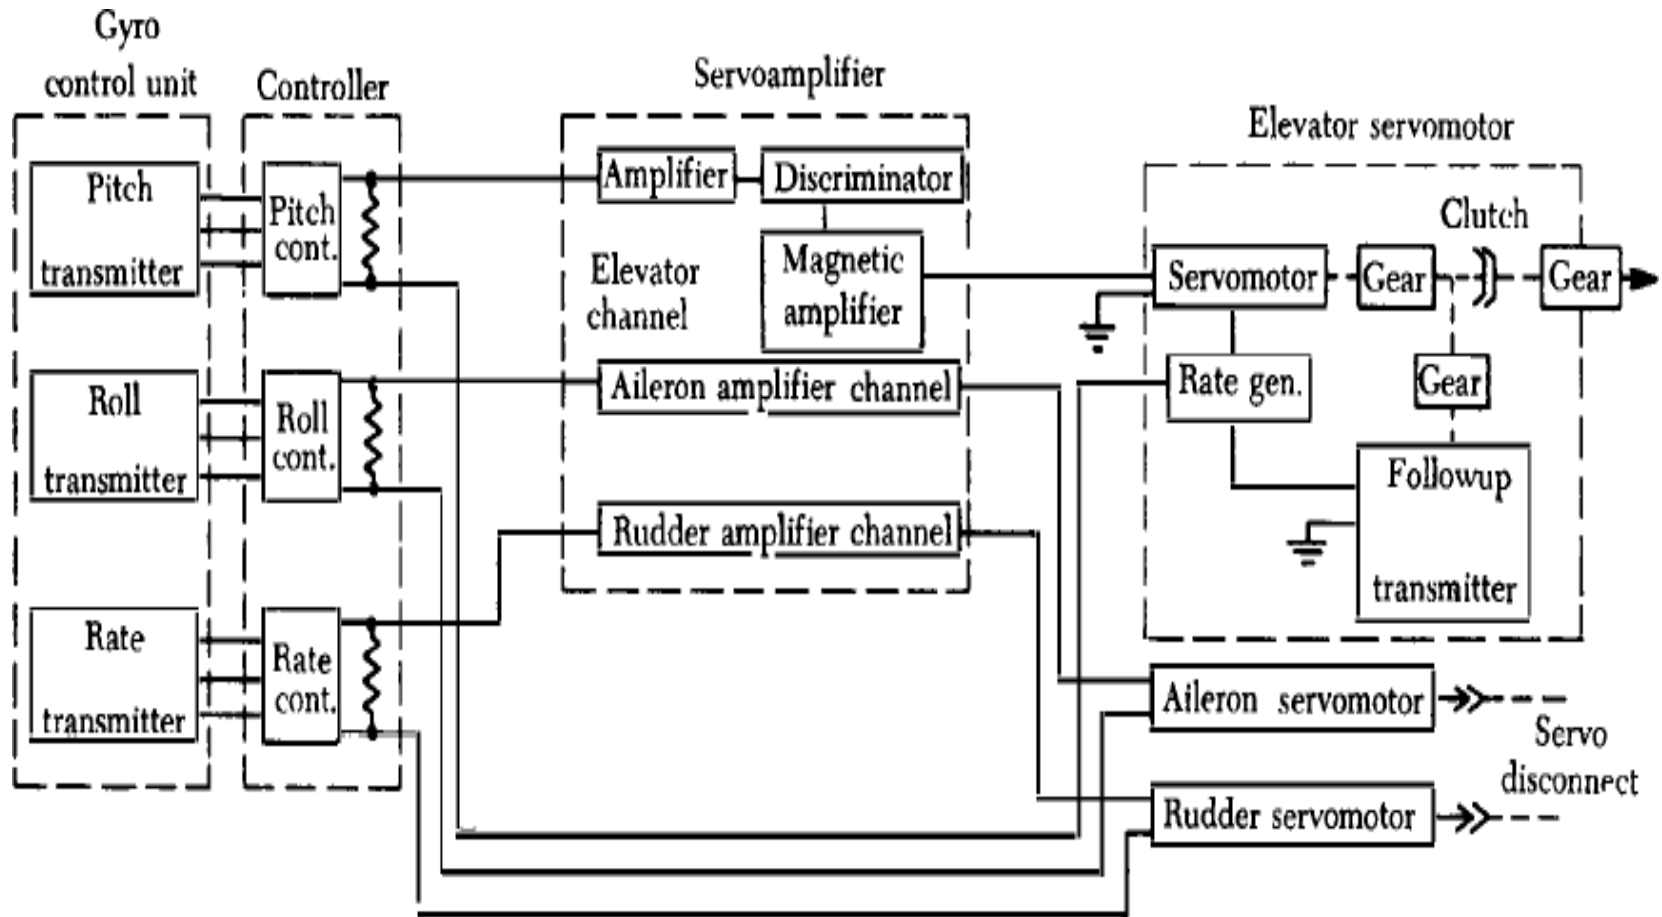 Gyro
control unit
Controller
Servoamplifier
Elevator servomotor
Pitch
transmitter
Pitch
cont.
Amplifier
Discriminator
Elevator
channel
Magnetic
amplifier
Clutch
Servomotor
Gear
Gear
Rate gen.
Gear
Followup
transmitter
Roll
transmitter
Roll
cont.
Aileron amplifier channel
Rudder amplifier channel
Rate
transmitter
Rate
cont.
Aileron servomotor
Servo
disconnect
Rudder servomotor